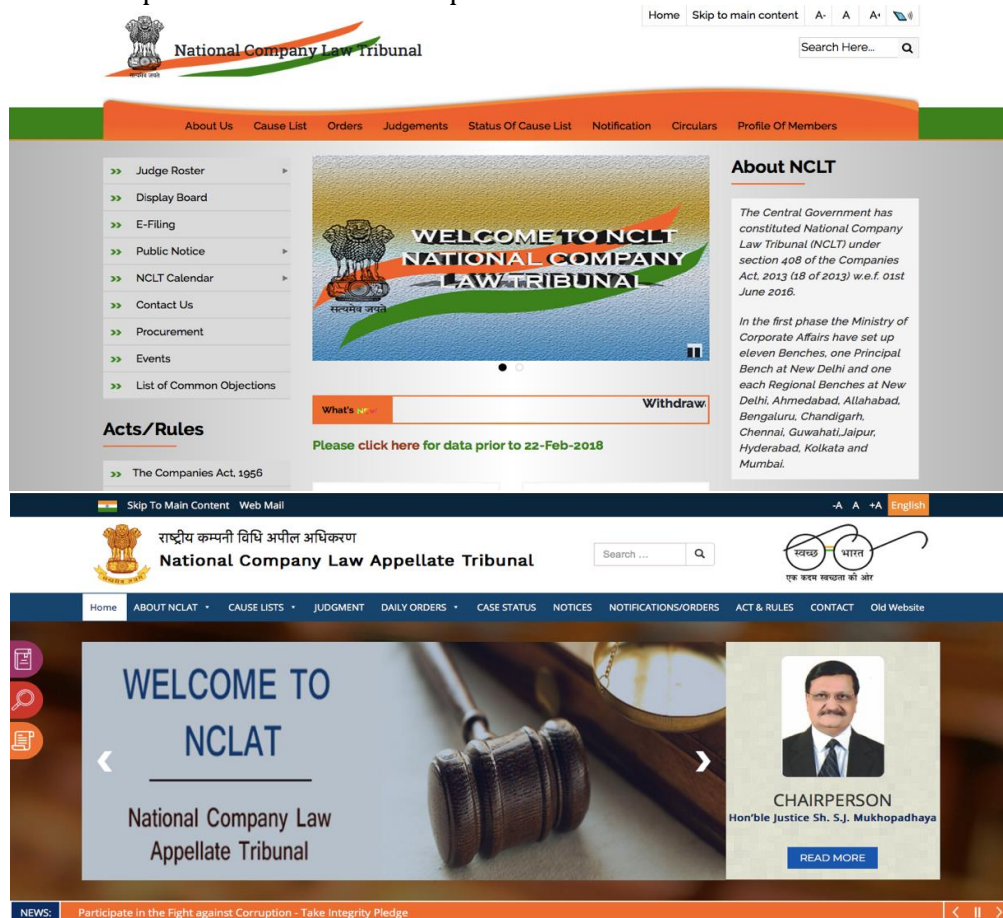 Home Skip to main content A- A A+
सत्यमेव जयते
National Company Law Tribunal
Search Here...
About Us Cause List Orders Judgements Status Of Cause List Notification Circulars Profile Of Members
Judge Roster
Display Board
E-Filing
Public Notice
NCLT Calendar
Contact Us
Procurement
Events
List of Common Objections
Acts/Rules
The Companies Act, 1956
WELCOME TO NCLT
NATIONAL COMPANY
LAW TRIBUNAL
सत्यमेव जयते
What's New
Withdraw
Please click here for data prior to 22-Feb-2018
About NCLT
The Central Government has
constituted National Company
Law Tribunal (NCLT) under
section 408 of the Companies
Act, 2013 (18 of 2013) w.e.f. 01st
June 2016.
In the first phase the Ministry of
Corporate Affairs have set up
eleven Benches, one Principal
Bench at New Delhi and one
each Regional Benches at New
Delhi, Ahmedabad, Allahabad,
Bengaluru, Chandigarh,
Chennai, Guwahati,Jaipur,
Hyderabad, Kolkata and
Mumbai.
Skip To Main Content Web Mail -A A +A English
राष्ट्रीय कम्पनी विधि अपील अधिकरण
National Company Law Appellate Tribunal
Search ...
स्वच्छ भारत
एक कदम स्वच्छता की ओर
Home ABOUT NCLAT CAUSE LISTS JUDGMENT DAILY ORDERS CASE STATUS NOTICES NOTIFICATIONS/ORDERS ACT & RULES CONTACT Old Website
WELCOME TO
NCLAT
National Company Law
Appellate Tribunal
CHAIRPERSON
Hon'ble Justice Sh. S.J. Mukhopadhaya
READ MORE
NEWS: Participate in the Fight against Corruption - Take Integrity Pledge